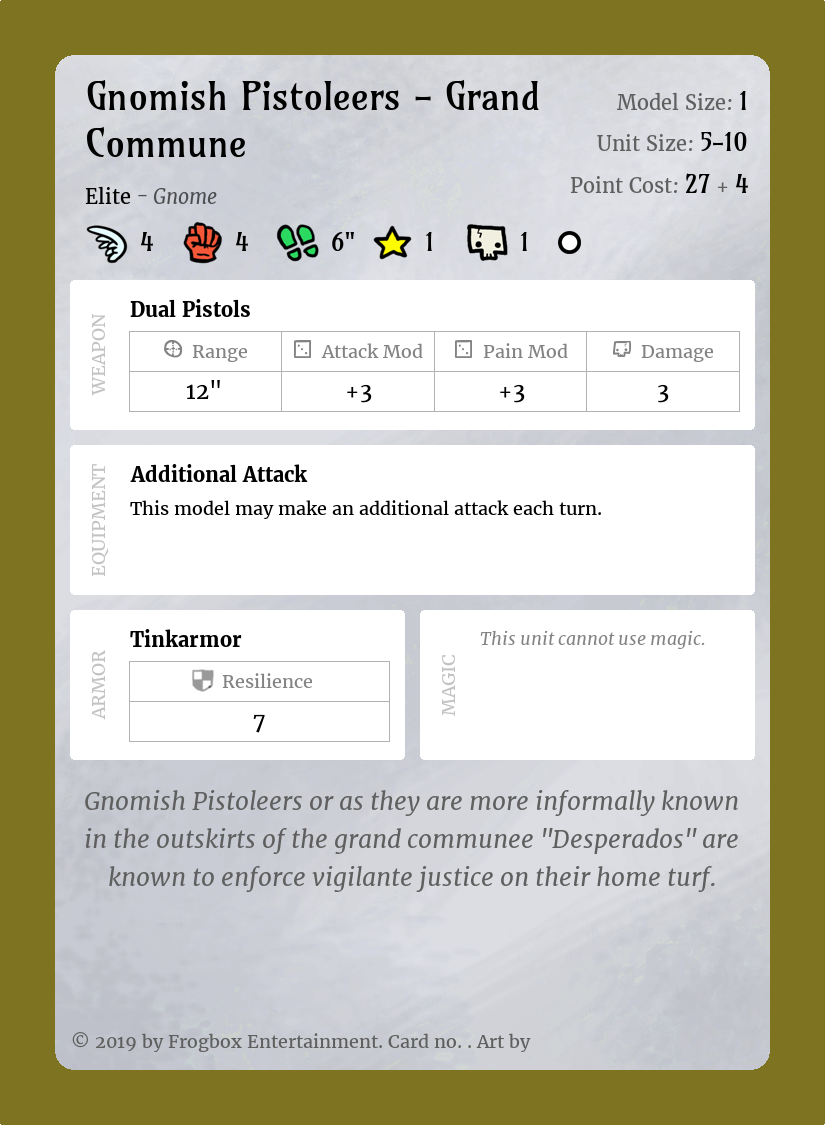 Gnomish Pistoleers – Grand
Commune
Model Size: 1
Unit Size: 5–10
Point Cost: 27 + 4
Elite – Gnome
4 4 6" 1 1
WEAPON
Dual Pistols
Range Attack Mod Pain Mod Damage
12" +3 +3 3
EQUIPMENT
Additional Attack
This model may make an additional attack each turn.
ARMOR
Tinkarmor
Resilience
7
MAGIC
This unit cannot use magic.
Gnomish Pistoleers or as they are more informally known
in the outskirts of the grand communee "Desperados" are
known to enforce vigilante justice on their home turf.
© 2019 by Frogbox Entertainment. Card no. . Art by